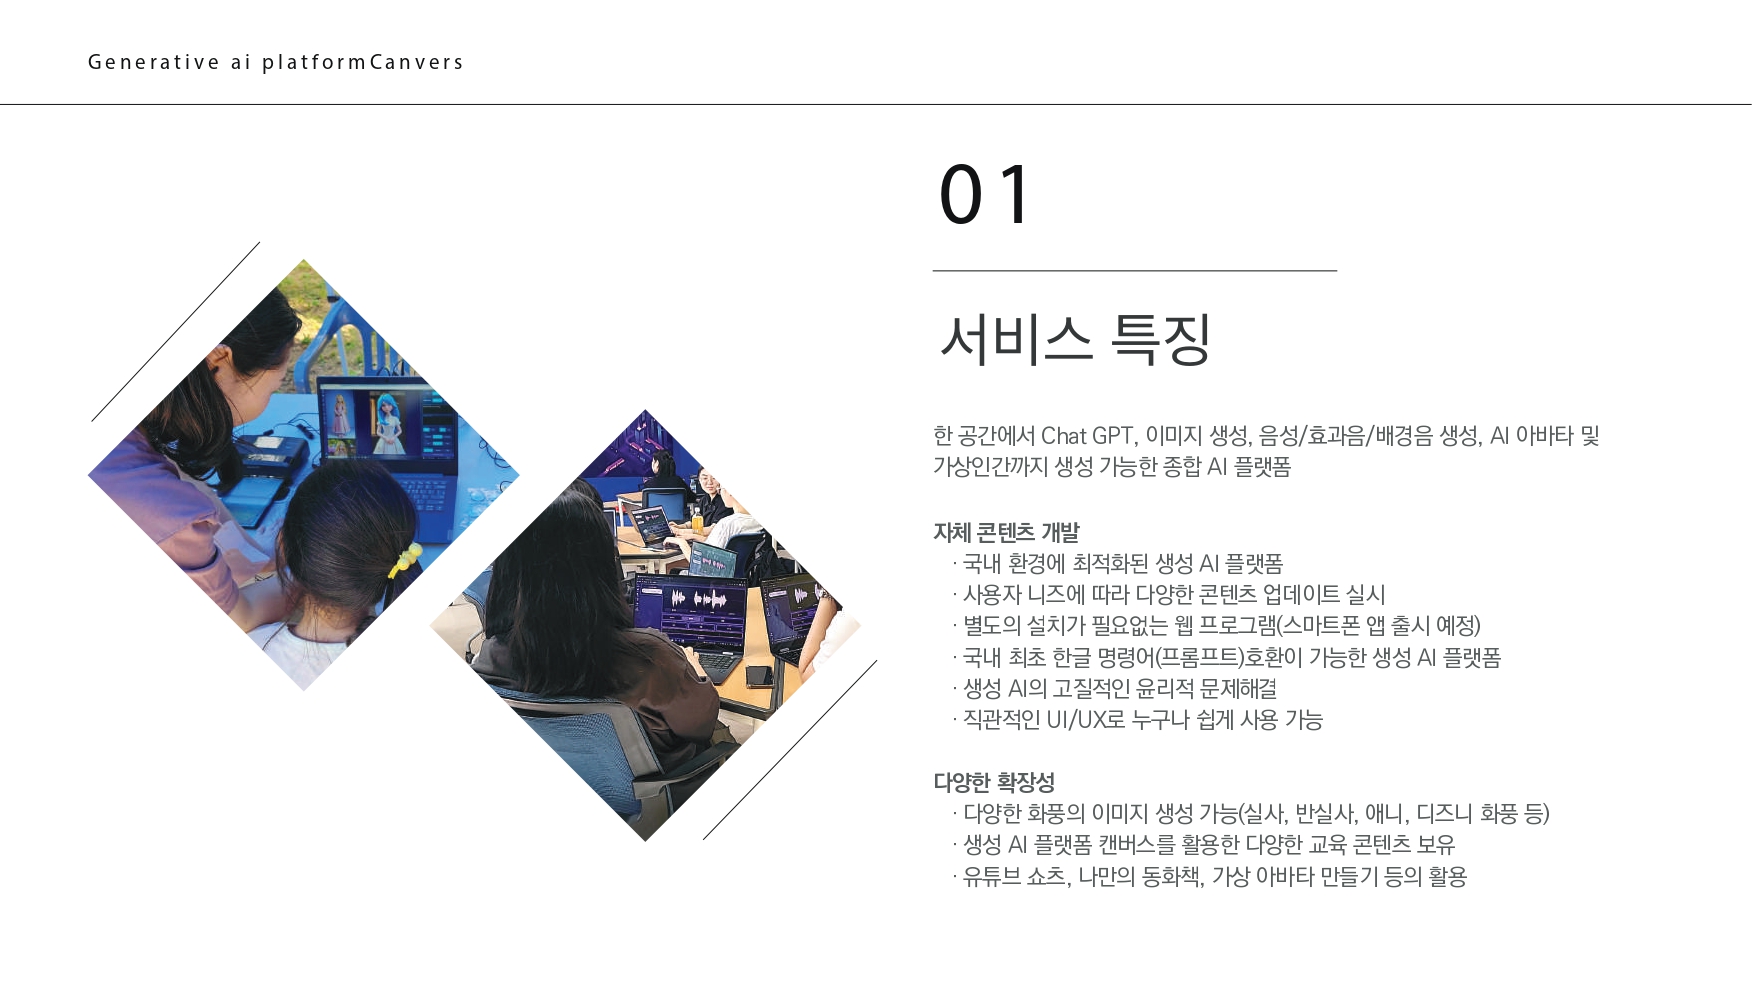 Generative ai platformCanvers
01
서비스 특징
한 공간에서 Chat GPT, 이미지 생성, 음성/효과음/배경음 생성, AI 아바타 및
가상인간까지 생성 가능한 종합 AI 플랫폼
자체 콘텐츠 개발
· 국내 환경에 최적화된 생성 AI 플랫폼
· 사용자 니즈에 따라 다양한 콘텐츠 업데이트 실시
· 별도의 설치가 필요없는 웹 프로그램(스마트폰 앱 출시 예정)
· 국내 최초 한글 명령어(프롬프트)호환이 가능한 생성 AI 플랫폼
· 생성 AI의 고질적인 윤리적 문제해결
· 직관적인 UI/UX로 누구나 쉽게 사용 가능
다양한 확장성
· 다양한 화풍의 이미지 생성 가능(실사, 반실사, 애니, 디즈니 화풍 등)
· 생성 AI 플랫폼 캔버스를 활용한 다양한 교육 콘텐츠 보유
· 유튜브 쇼츠, 나만의 동화책, 가상 아바타 만들기 등의 활용